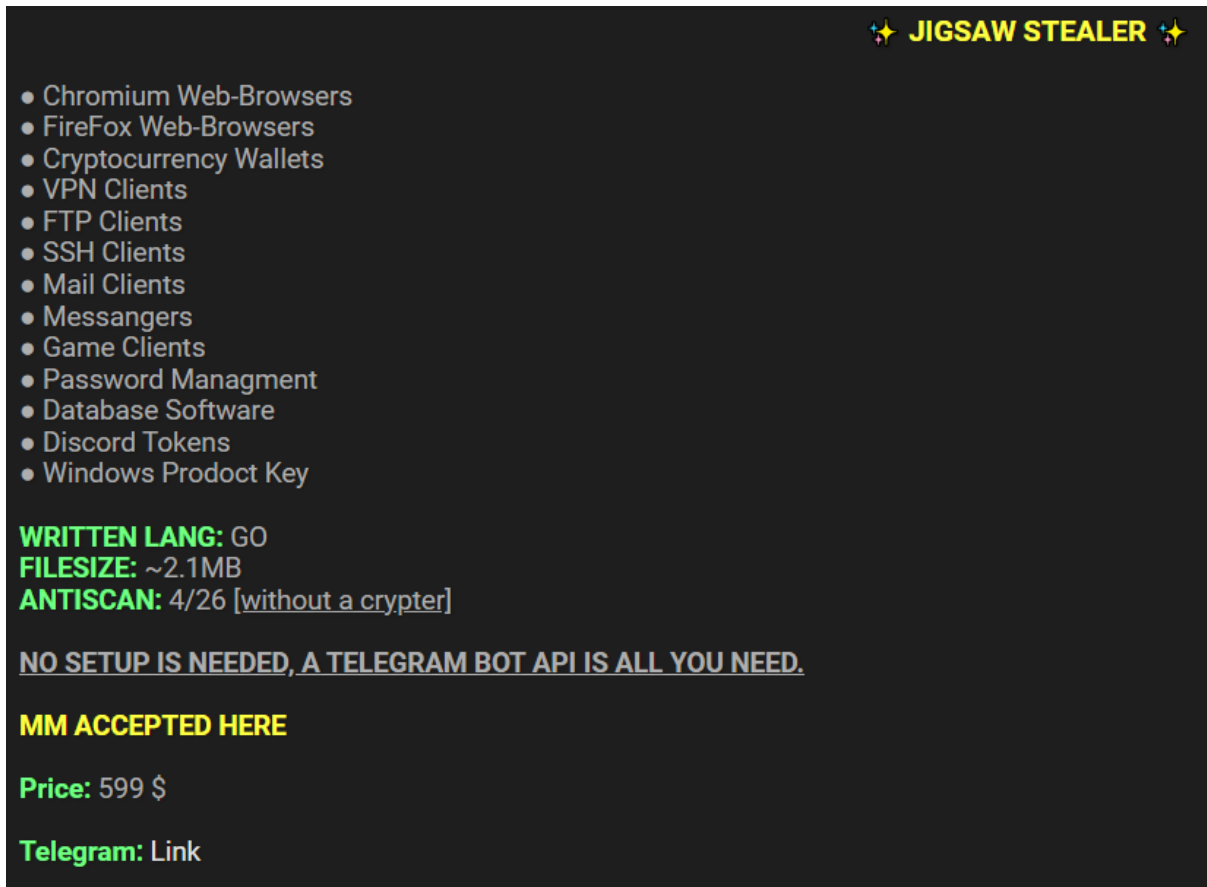 ✨ JIGSAW STEALER ✨
● Chromium Web-Browsers
● FireFox Web-Browsers
● Cryptocurrency Wallets
● VPN Clients
● FTP Clients
● SSH Clients
● Mail Clients
● Messangers
● Game Clients
● Password Managment
● Database Software
● Discord Tokens
● Windows Prodoct Key
WRITTEN LANG: GO
FILESIZE: ~2.1MB
ANTISCAN: 4/26 [without a crypter]
NO SETUP IS NEEDED, A TELEGRAM BOT API IS ALL YOU NEED.
MM ACCEPTED HERE
Price: 599 $
Telegram: Link